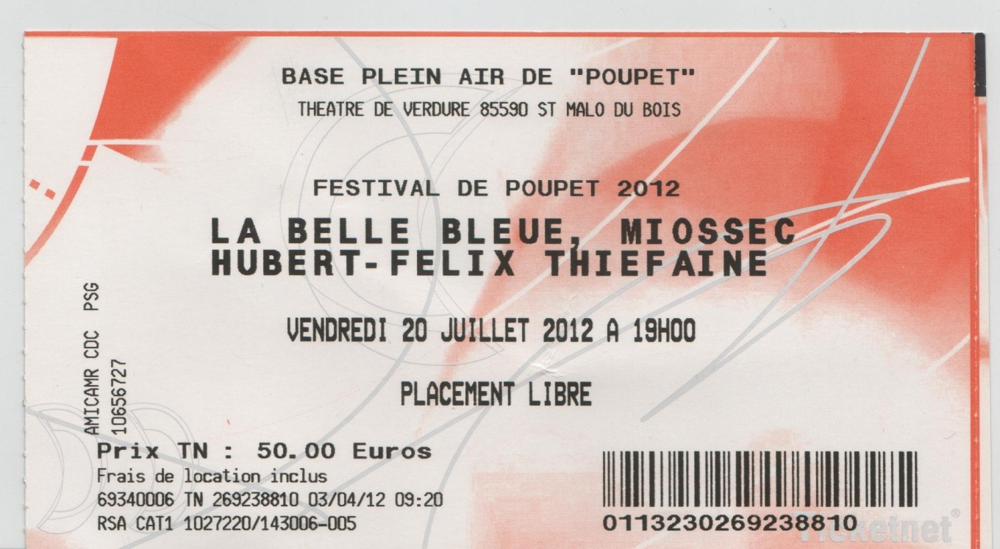 BASE PLEIN AIR DE "POUPET"
THEATRE DE VERDURE 85590 ST MALO DU BOIS
FESTIVAL DE POUPET 2012
LA BELLE BLEUE, MIOSSEC
HUBERT-FELIX THIEFAINE
VENDREDI 20 JUILLET 2012 A 19H00
PLACEMENT LIBRE
AMICAMR CDC PSG
10656727
Prix TN : 50.00 Euros
Frais de location inclus
69340006 TN 269238810 03/04/12 09:20
RSA CAT1 1027220/143006-005
0113230269238810
Ticketnet®